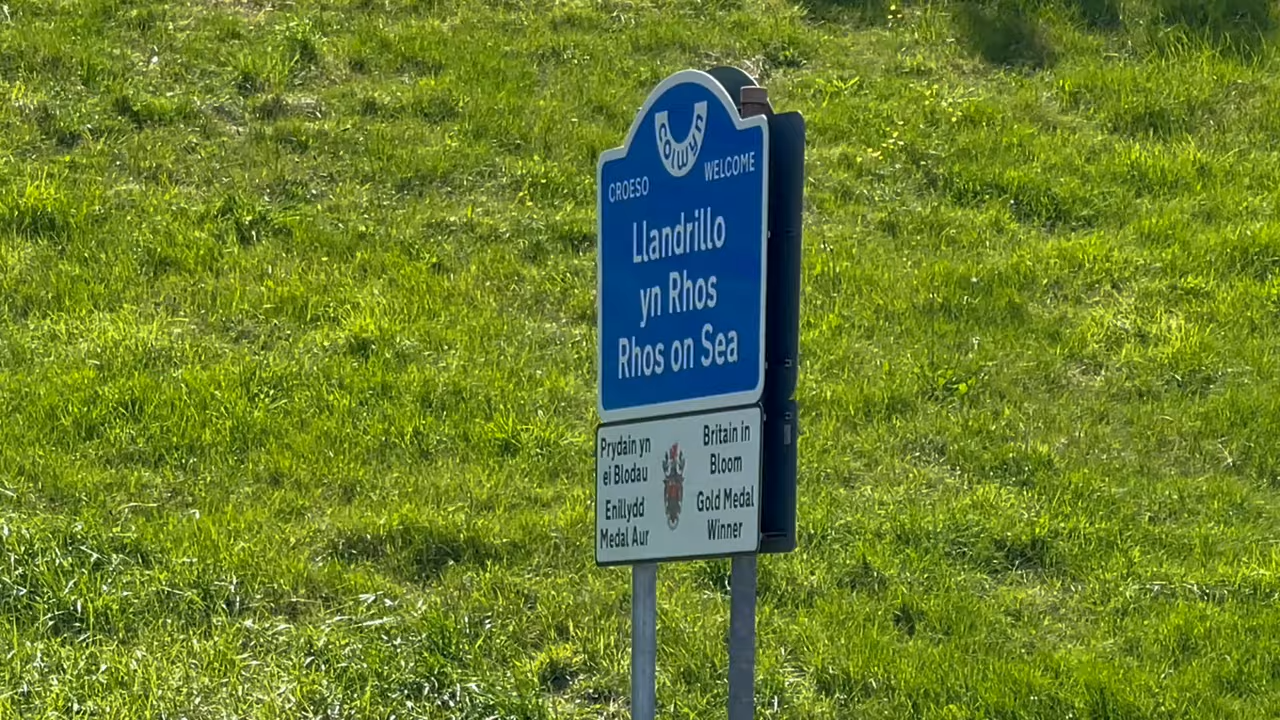 Colwyn
CROESO WELCOME
Llandrillo
yn Rhos
Rhos on Sea
Prydain yn
ei Blodau
Enillydd
Medal Aur
Britain in
Bloom
Gold Medal
Winner